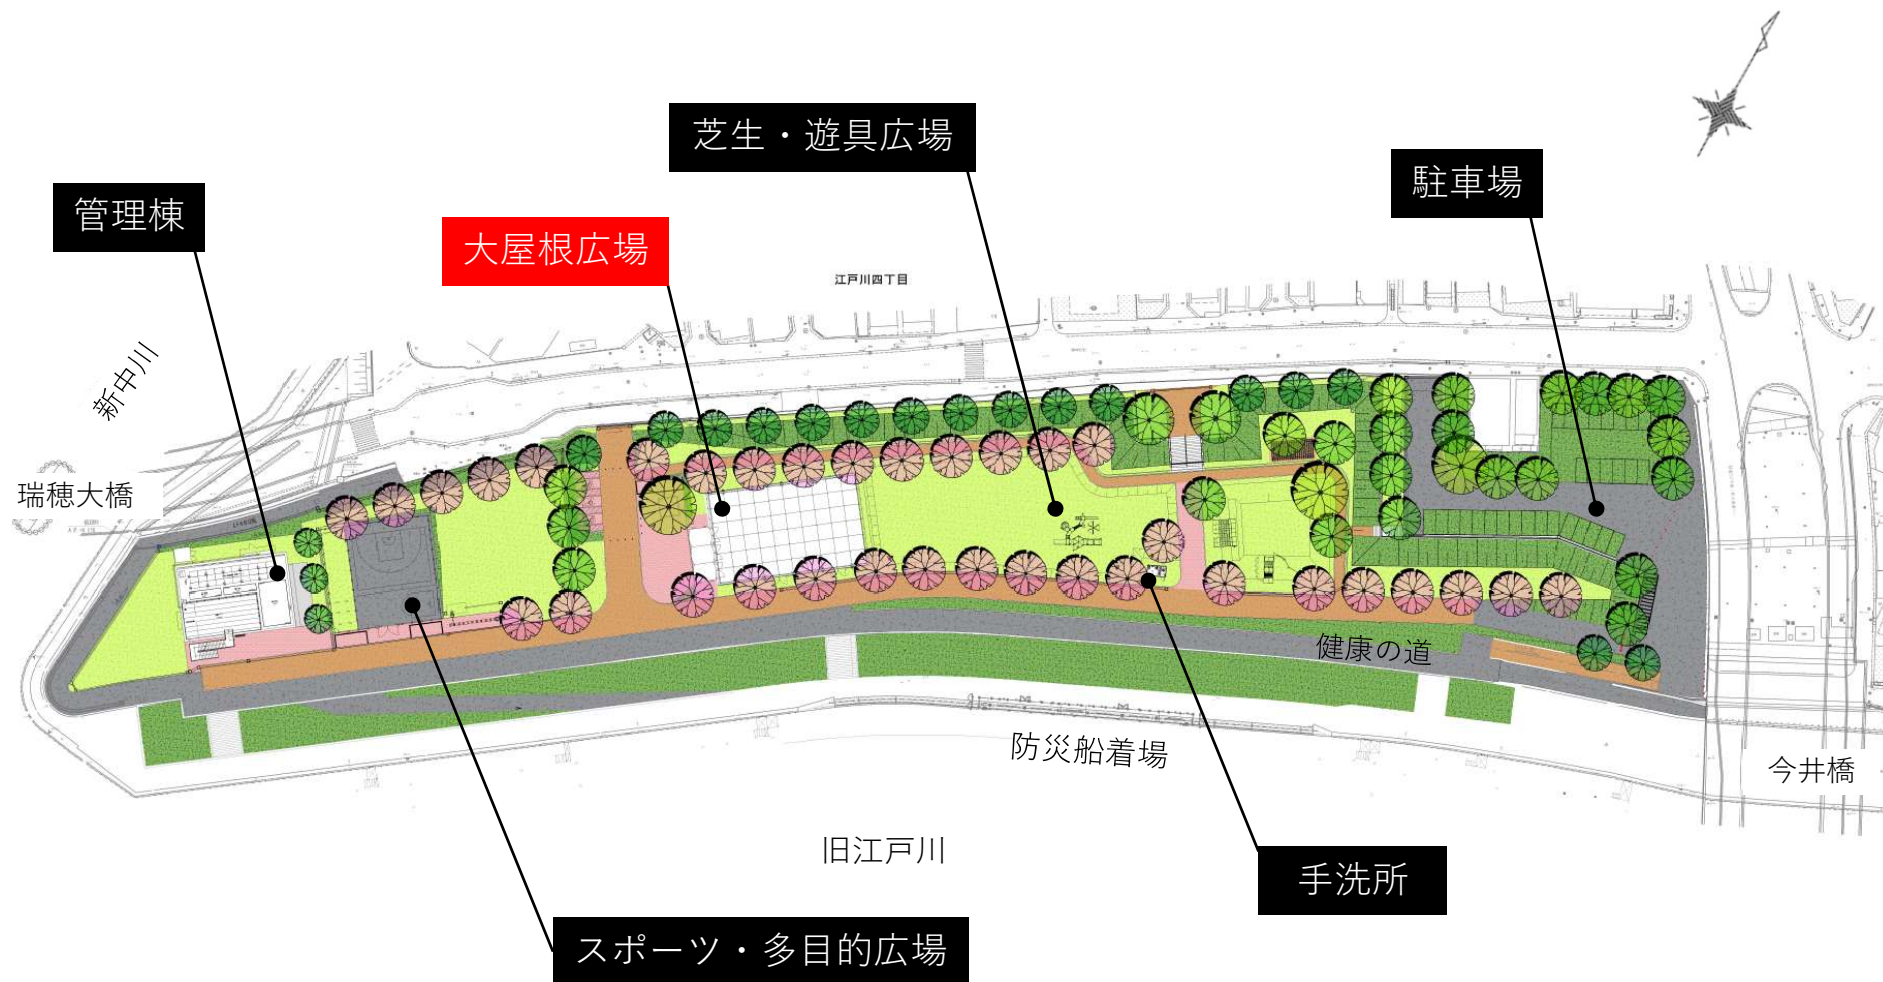 芝生・遊具広場
駐車場
管理棟
大屋根広場
江戸川四丁目
新中川
瑞穂大橋
健康の道
防災船着場
今井橋
旧江戸川
手洗所
スポーツ・多目的広場